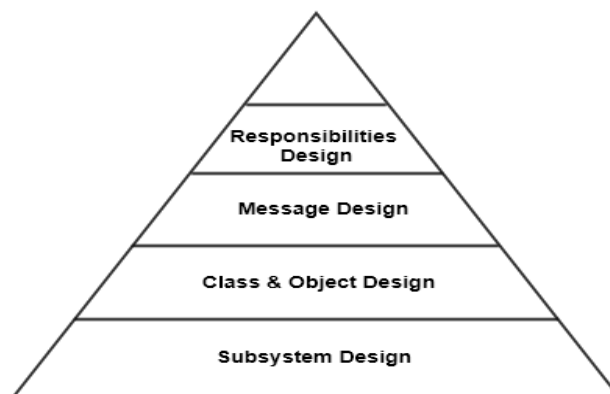 Responsibilities
Design
Message Design
Class & Object Design
Subsystem Design